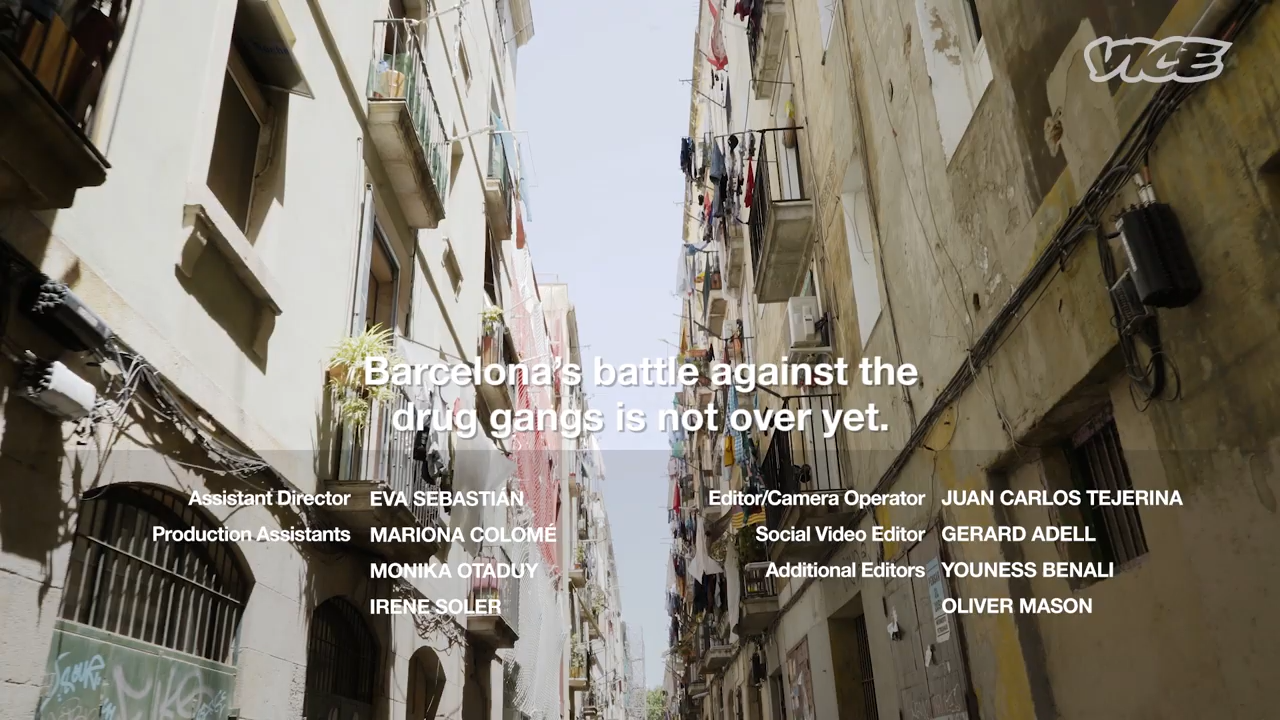 VICE
Barcelona's battle against the
drug gangs is not over yet.
Assistant Director EVA SEBASTIÁN
Production Assistants MARIONA COLOMÉ
MONIKA OTADUY
IRENE SOLER
Editor/Camera Operator JUAN CARLOS TEJERINA
Social Video Editor GERARD ADELL
Additional Editors YOUNESS BENALI
OLIVER MASON